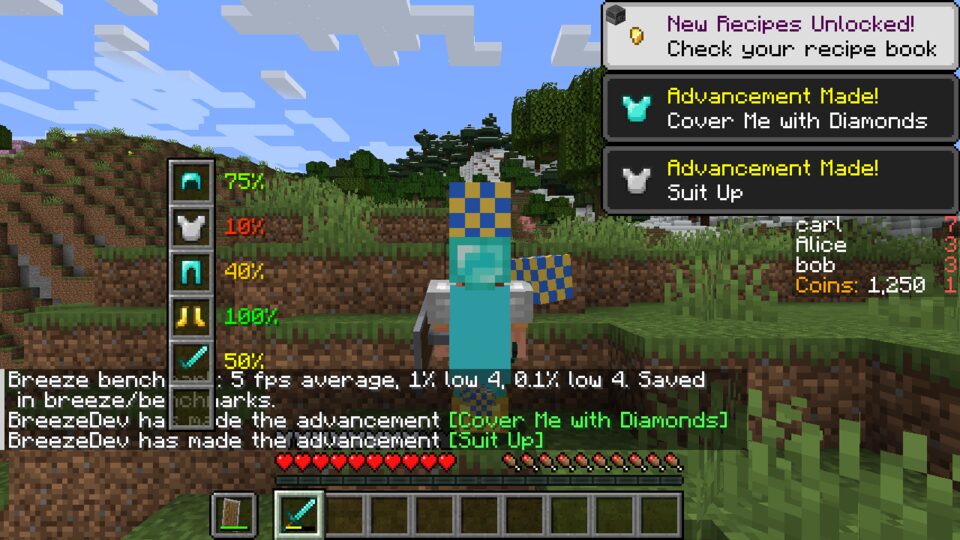 New Recipes Unlocked!
Check your recipe book
Advancement Made!
Cover Me with Diamonds
Advancement Made!
Suit Up
carl 7
Alice 3
bob 3
Coins: 1,250 1
75%
10%
40%
100%
50%
Breeze bench : 5 fps average, 1% low 4, 0.1% low 4. Saved
in breeze/benchmarks.
BreezeDev has made the advancement [Cover Me with Diamonds]
BreezeDev has made the advancement [Suit Up]